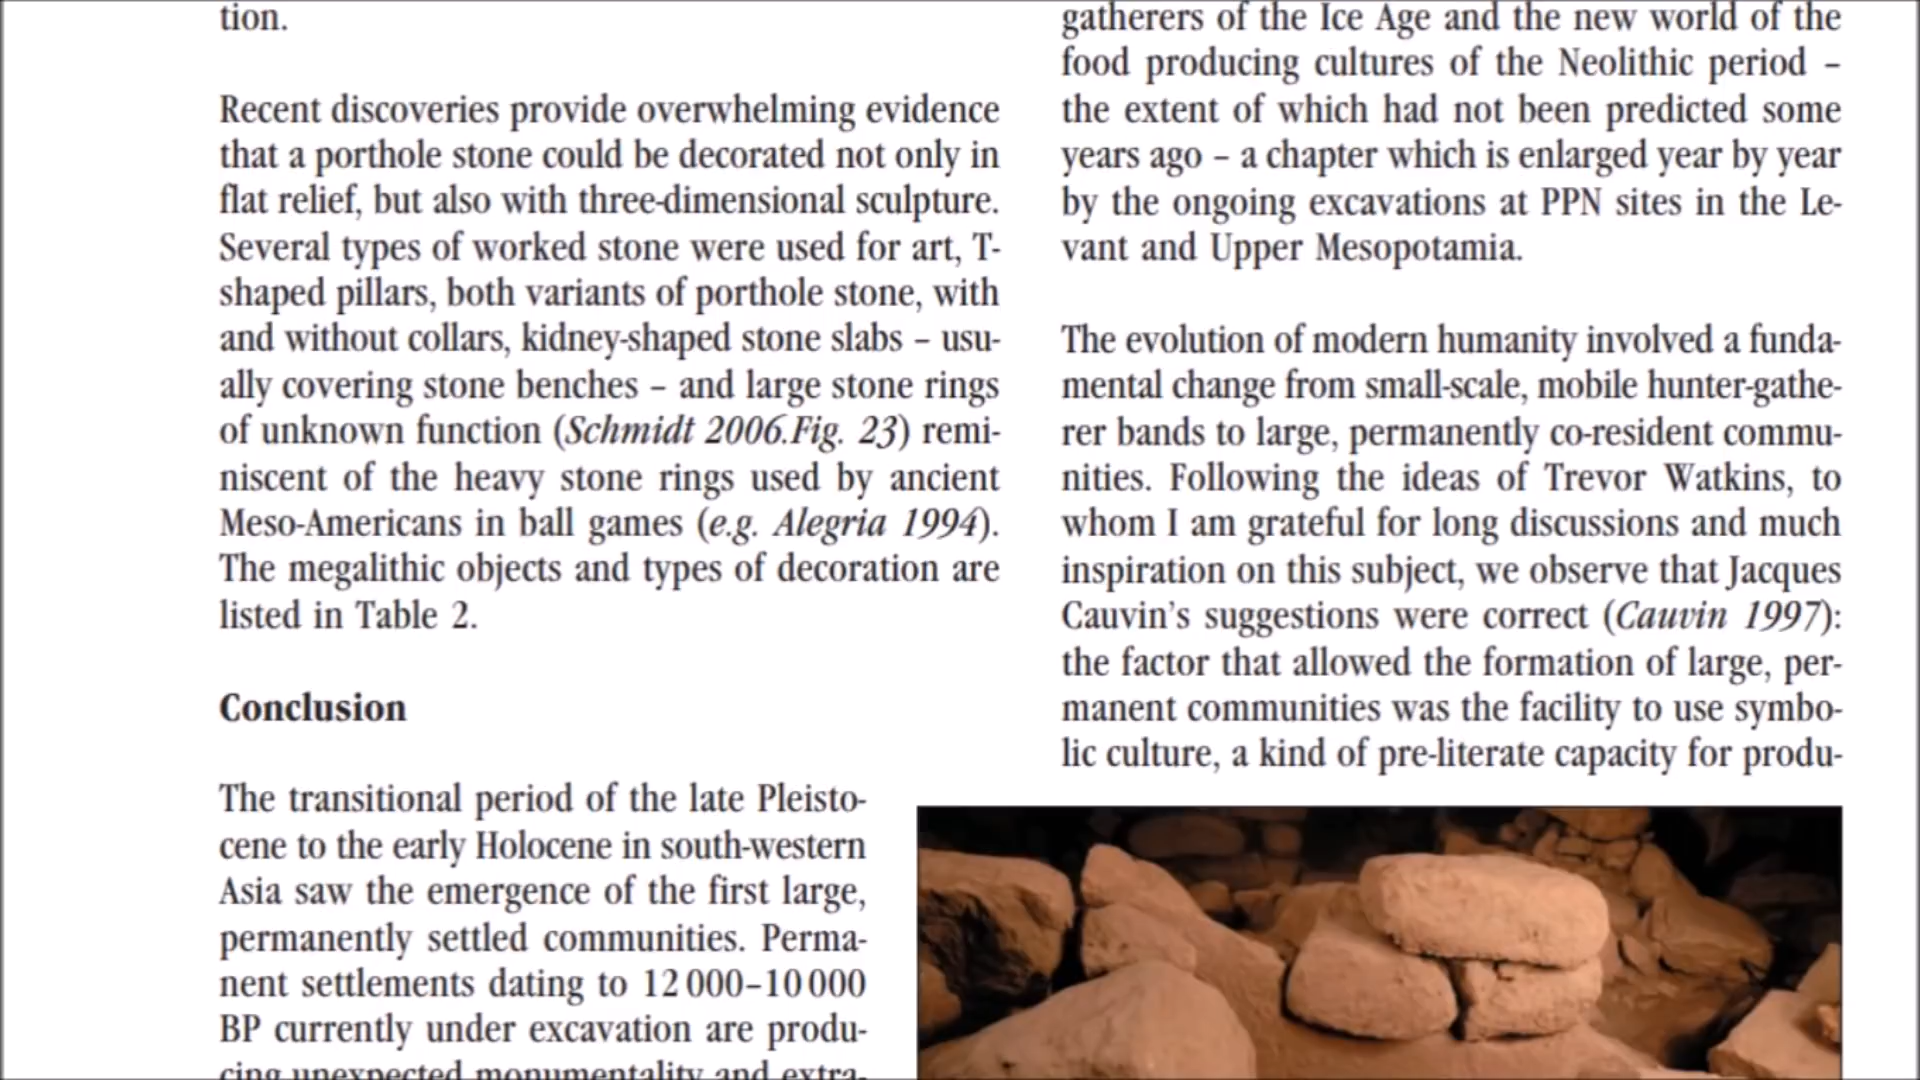 tion.
Recent discoveries provide overwhelming evidence
that a porthole stone could be decorated not only in
flat relief, but also with three-dimensional sculpture.
Several types of worked stone were used for art, T-
shaped pillars, both variants of porthole stone, with
and without collars, kidney-shaped stone slabs – usu-
ally covering stone benches – and large stone rings
of unknown function (Schmidt 2006.Fig. 23) remi-
niscent of the heavy stone rings used by ancient
Meso-Americans in ball games (e.g. Alegria 1994).
The megalithic objects and types of decoration are
listed in Table 2.
Conclusion
The transitional period of the late Pleisto-
cene to the early Holocene in south-western
Asia saw the emergence of the first large,
permanently settled communities. Perma-
nent settlements dating to 12 000–10 000
BP currently under excavation are produ-
cing unexpected monumentality and extra-
gatherers of the Ice Age and the new world of the
food producing cultures of the Neolithic period –
the extent of which had not been predicted some
years ago – a chapter which is enlarged year by year
by the ongoing excavations at PPN sites in the Le-
vant and Upper Mesopotamia.
The evolution of modern humanity involved a funda-
mental change from small-scale, mobile hunter-gathe-
rer bands to large, permanently co-resident commu-
nities. Following the ideas of Trevor Watkins, to
whom I am grateful for long discussions and much
inspiration on this subject, we observe that Jacques
Cauvin's suggestions were correct (Cauvin 1997):
the factor that allowed the formation of large, per-
manent communities was the facility to use symbo-
lic culture, a kind of pre-literate capacity for produ-